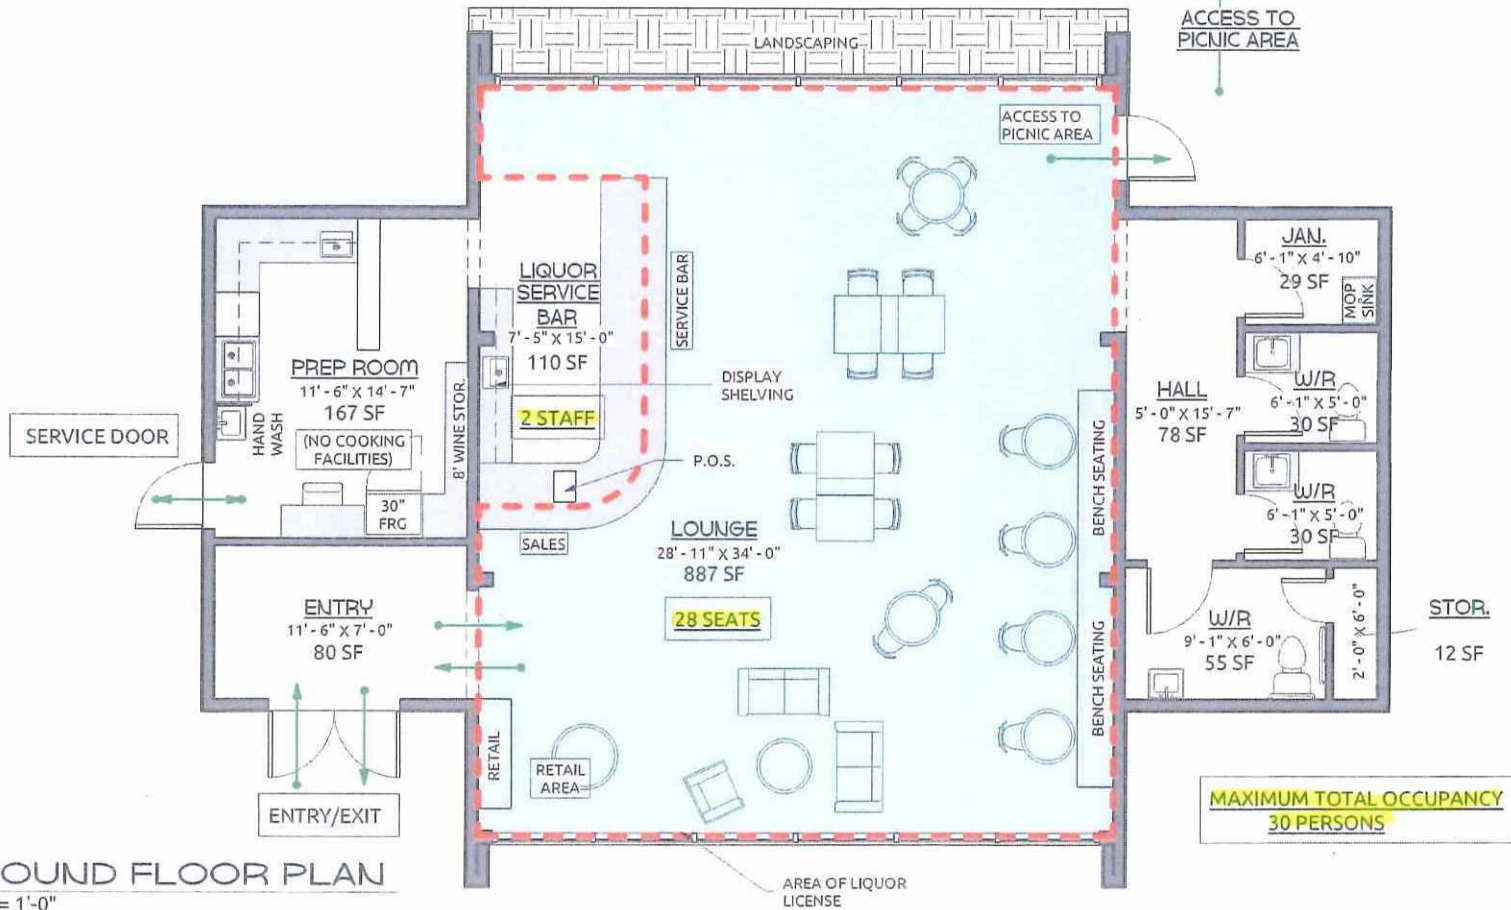 LANDSCAPING
ACCESS TO
PICNIC AREA
ACCESS TO
PICNIC AREA
JAN.
6' - 1" X 4' - 10"
29 SF
MOP
SINK
LIQUOR
SERVICE
BAR
7' - 5" X 15' - 0"
110 SF
SERVICE BAR
2 STAFF
DISPLAY
SHELVING
PREP ROOM
11' - 6" X 14' - 7"
167 SF
(NO COOKING
FACILITIES)
HAND
WASH
8' WINE STOR.
30"
FRG
SERVICE DOOR
P.O.S.
SALES
HALL
5' - 0" X 15' - 7"
78 SF
W/R
6' - 1" X 5' - 0"
30 SF
W/R
6' - 1" X 5' - 0"
30 SF
BENCH SEATING
BENCH SEATING
LOUNGE
28' - 11" X 34' - 0"
887 SF
28 SEATS
ENTRY
11' - 6" X 7' - 0"
80 SF
W/R
9' - 1" X 6' - 0"
55 SF
2' - 0" X 6' - 0"
STOR.
12 SF
RETAIL
RETAIL
AREA
ENTRY/EXIT
MAXIMUM TOTAL OCCUPANCY
30 PERSONS
OUND FLOOR PLAN
= 1'-0"
AREA OF LIQUOR
LICENSE